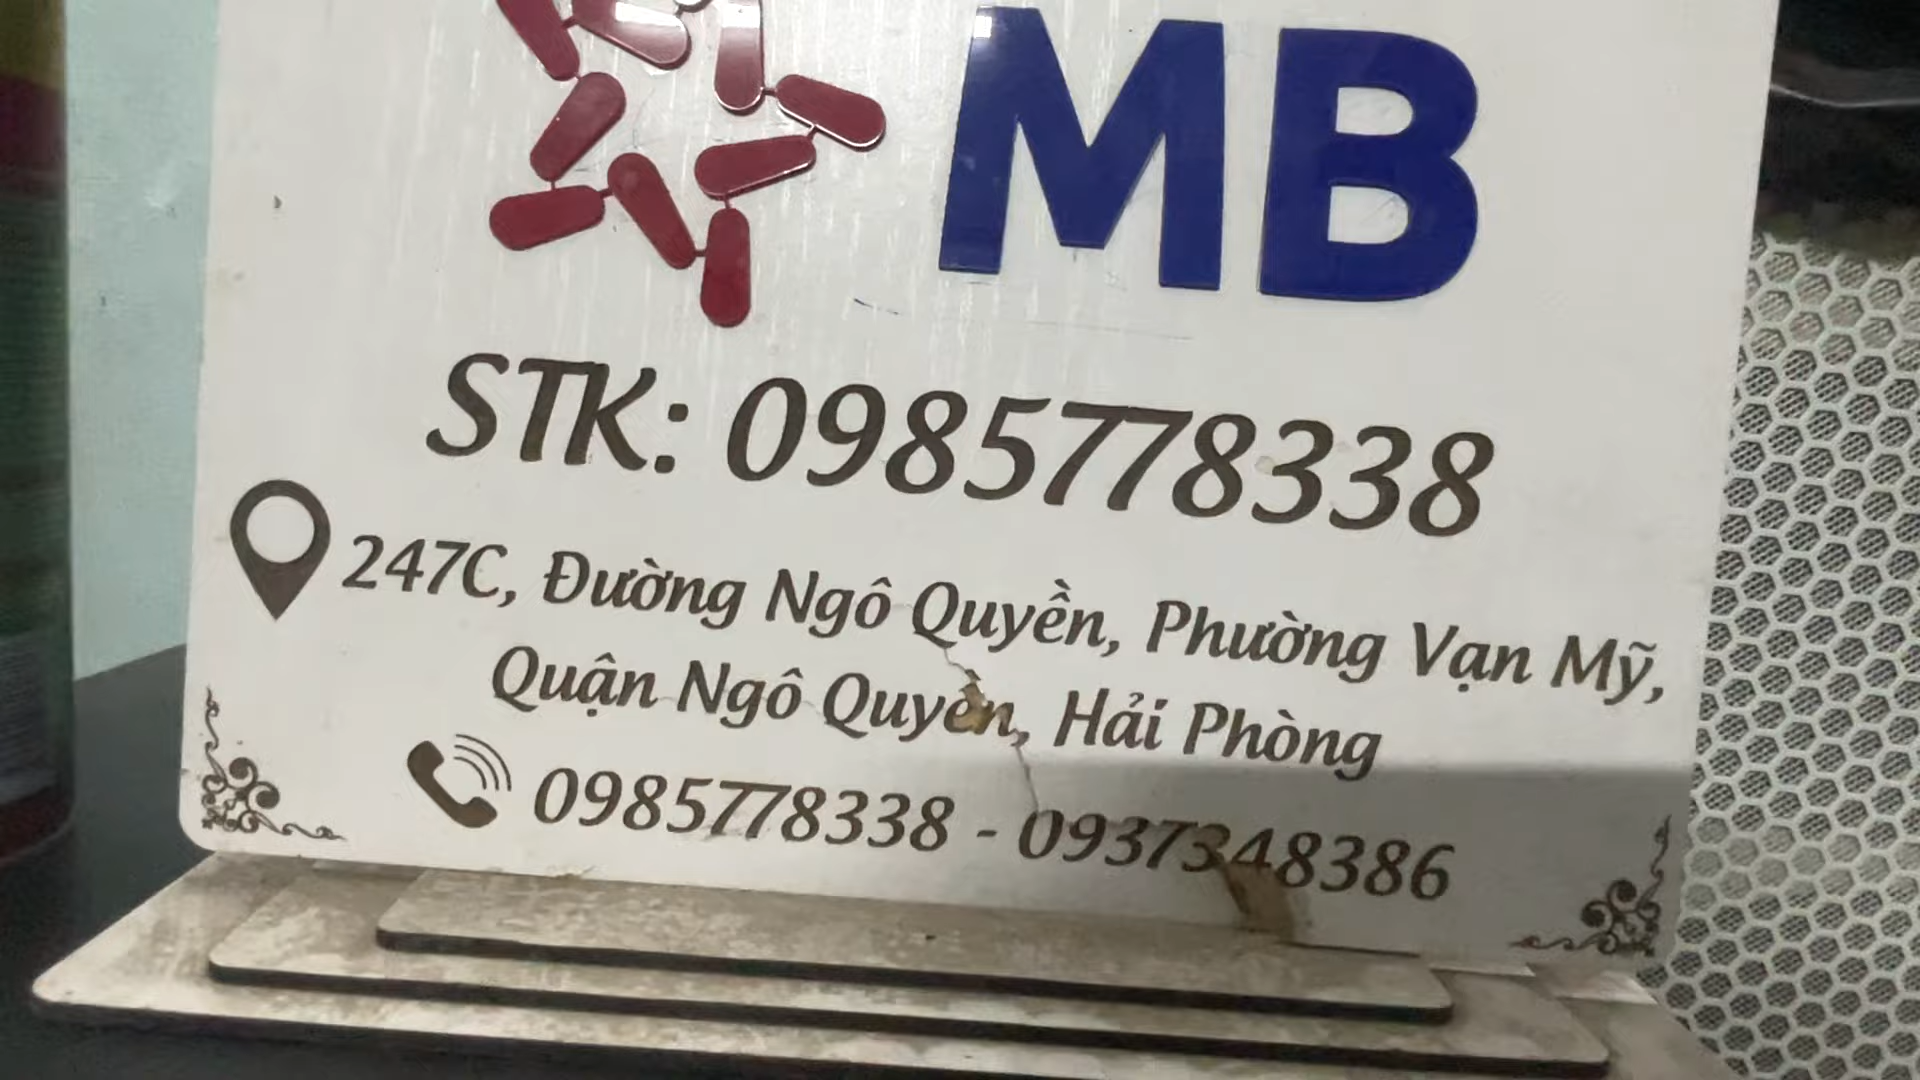 MB
STK: 0985778338
247C, Đường Ngô Quyền, Phường Vạn Mỹ,
Quận Ngô Quyền, Hải Phòng
0985778338 - 0937348386